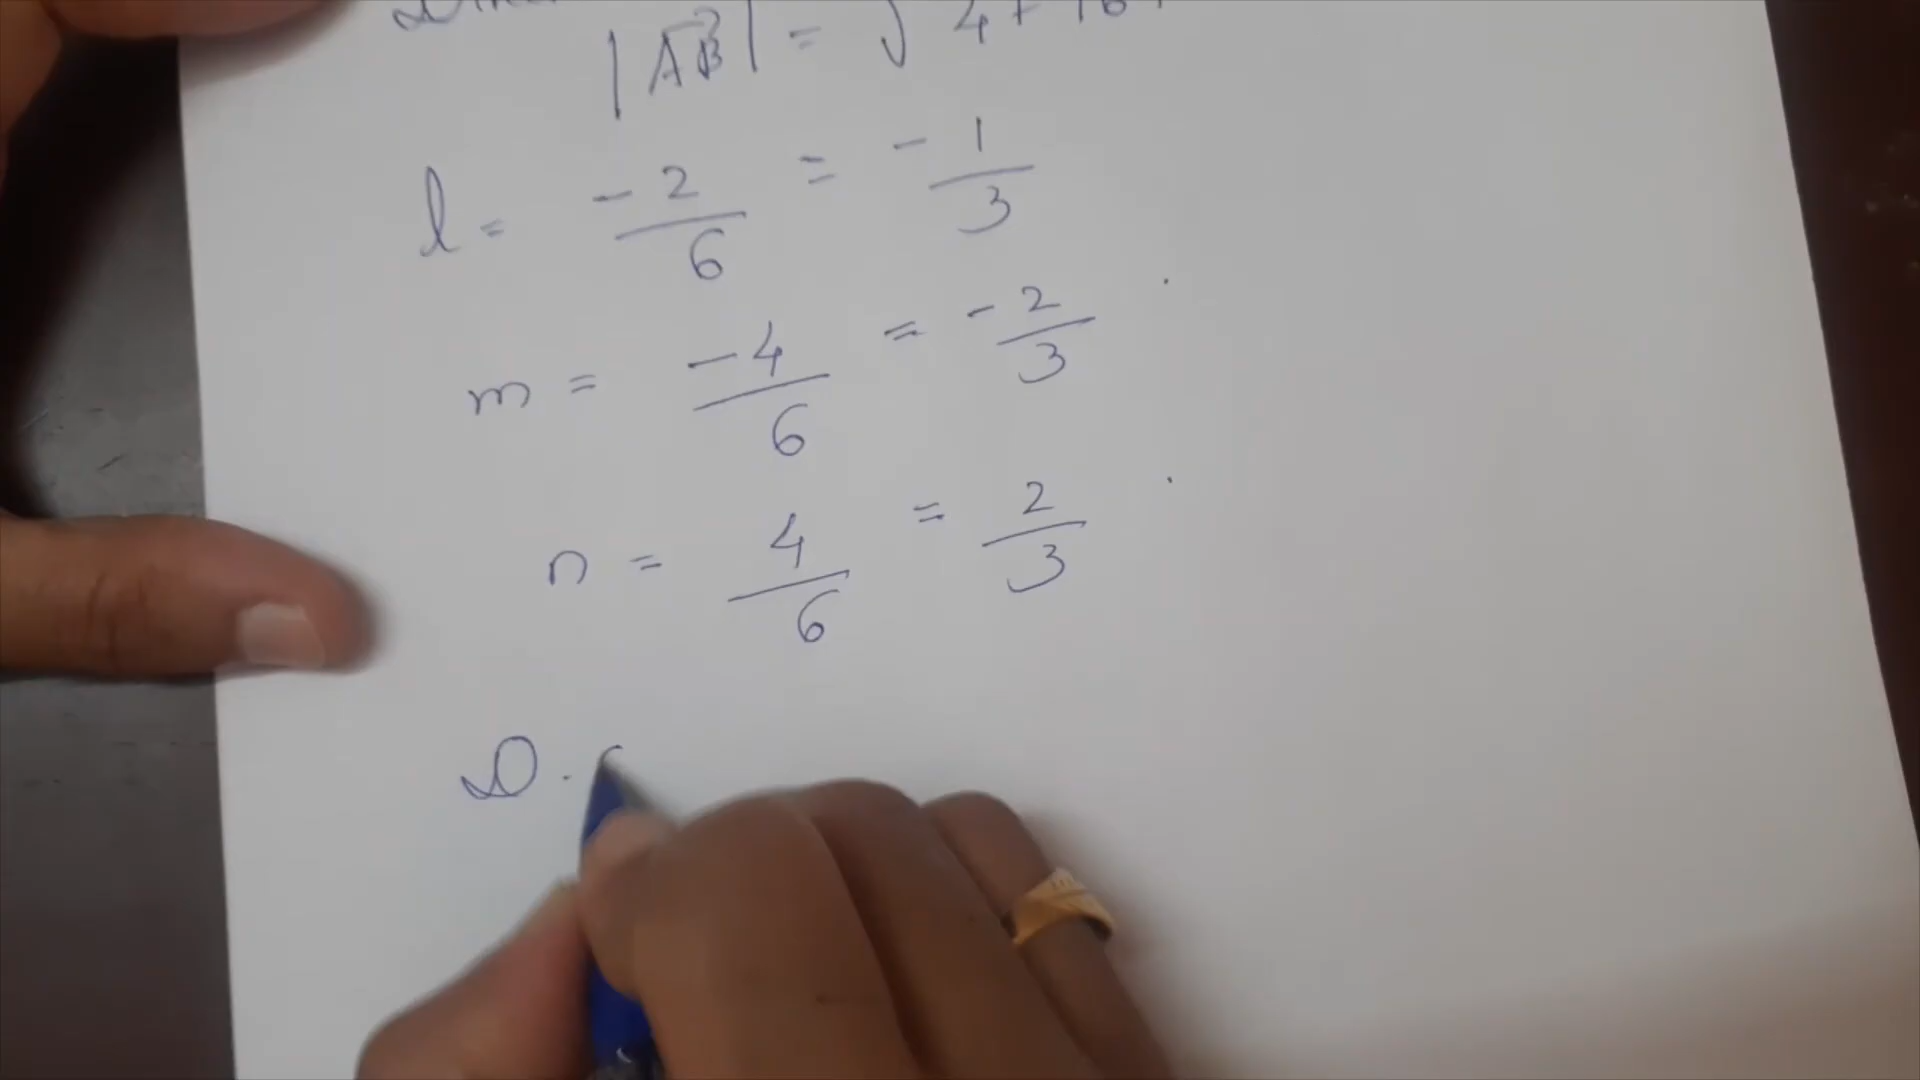 |AB⃗| = √4+16+
l = -2/6 = -1/3
m = -4/6 = -2/3
n = 4/6 = 2/3
D.